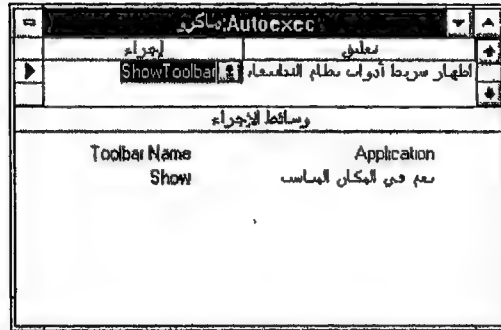 ماكرو:Autoexec
إجراء تعليق
ShowToolbar اظهار شريط أدوات نظام
وسائط الإجراء
Toolbar Name Application
Show نعم في المكان المناسب